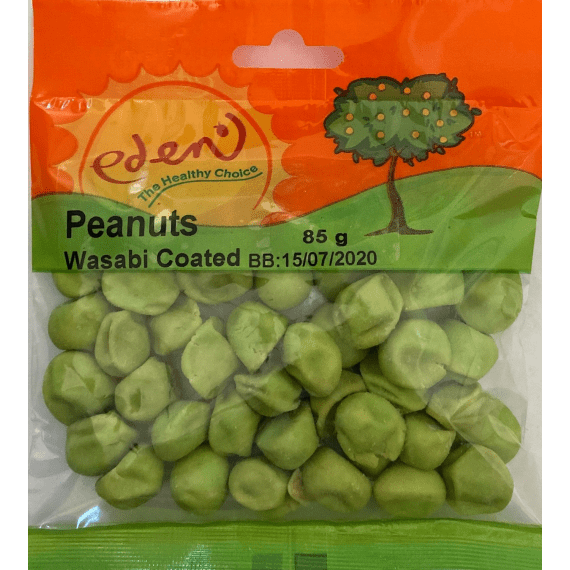 eden
The Healthy Choice
Peanuts
85 g
Wasabi Coated BB:15/07/2020